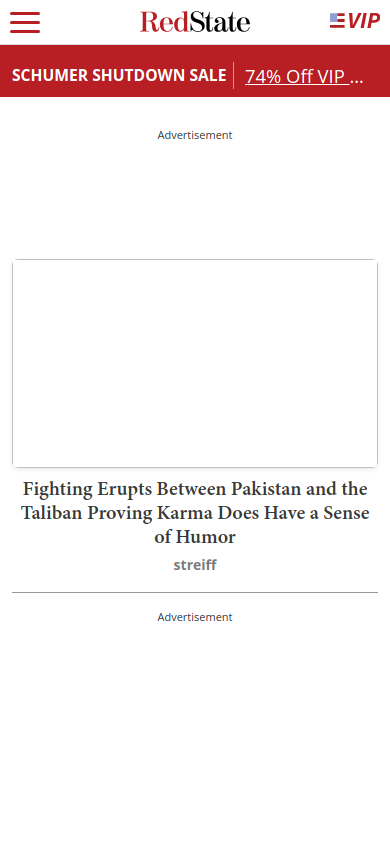 RedState
VIP
SCHUMER SHUTDOWN SALE
74% Off VIP ...
Advertisement
Fighting Erupts Between Pakistan and the
Taliban Proving Karma Does Have a Sense
of Humor
streiff
Advertisement